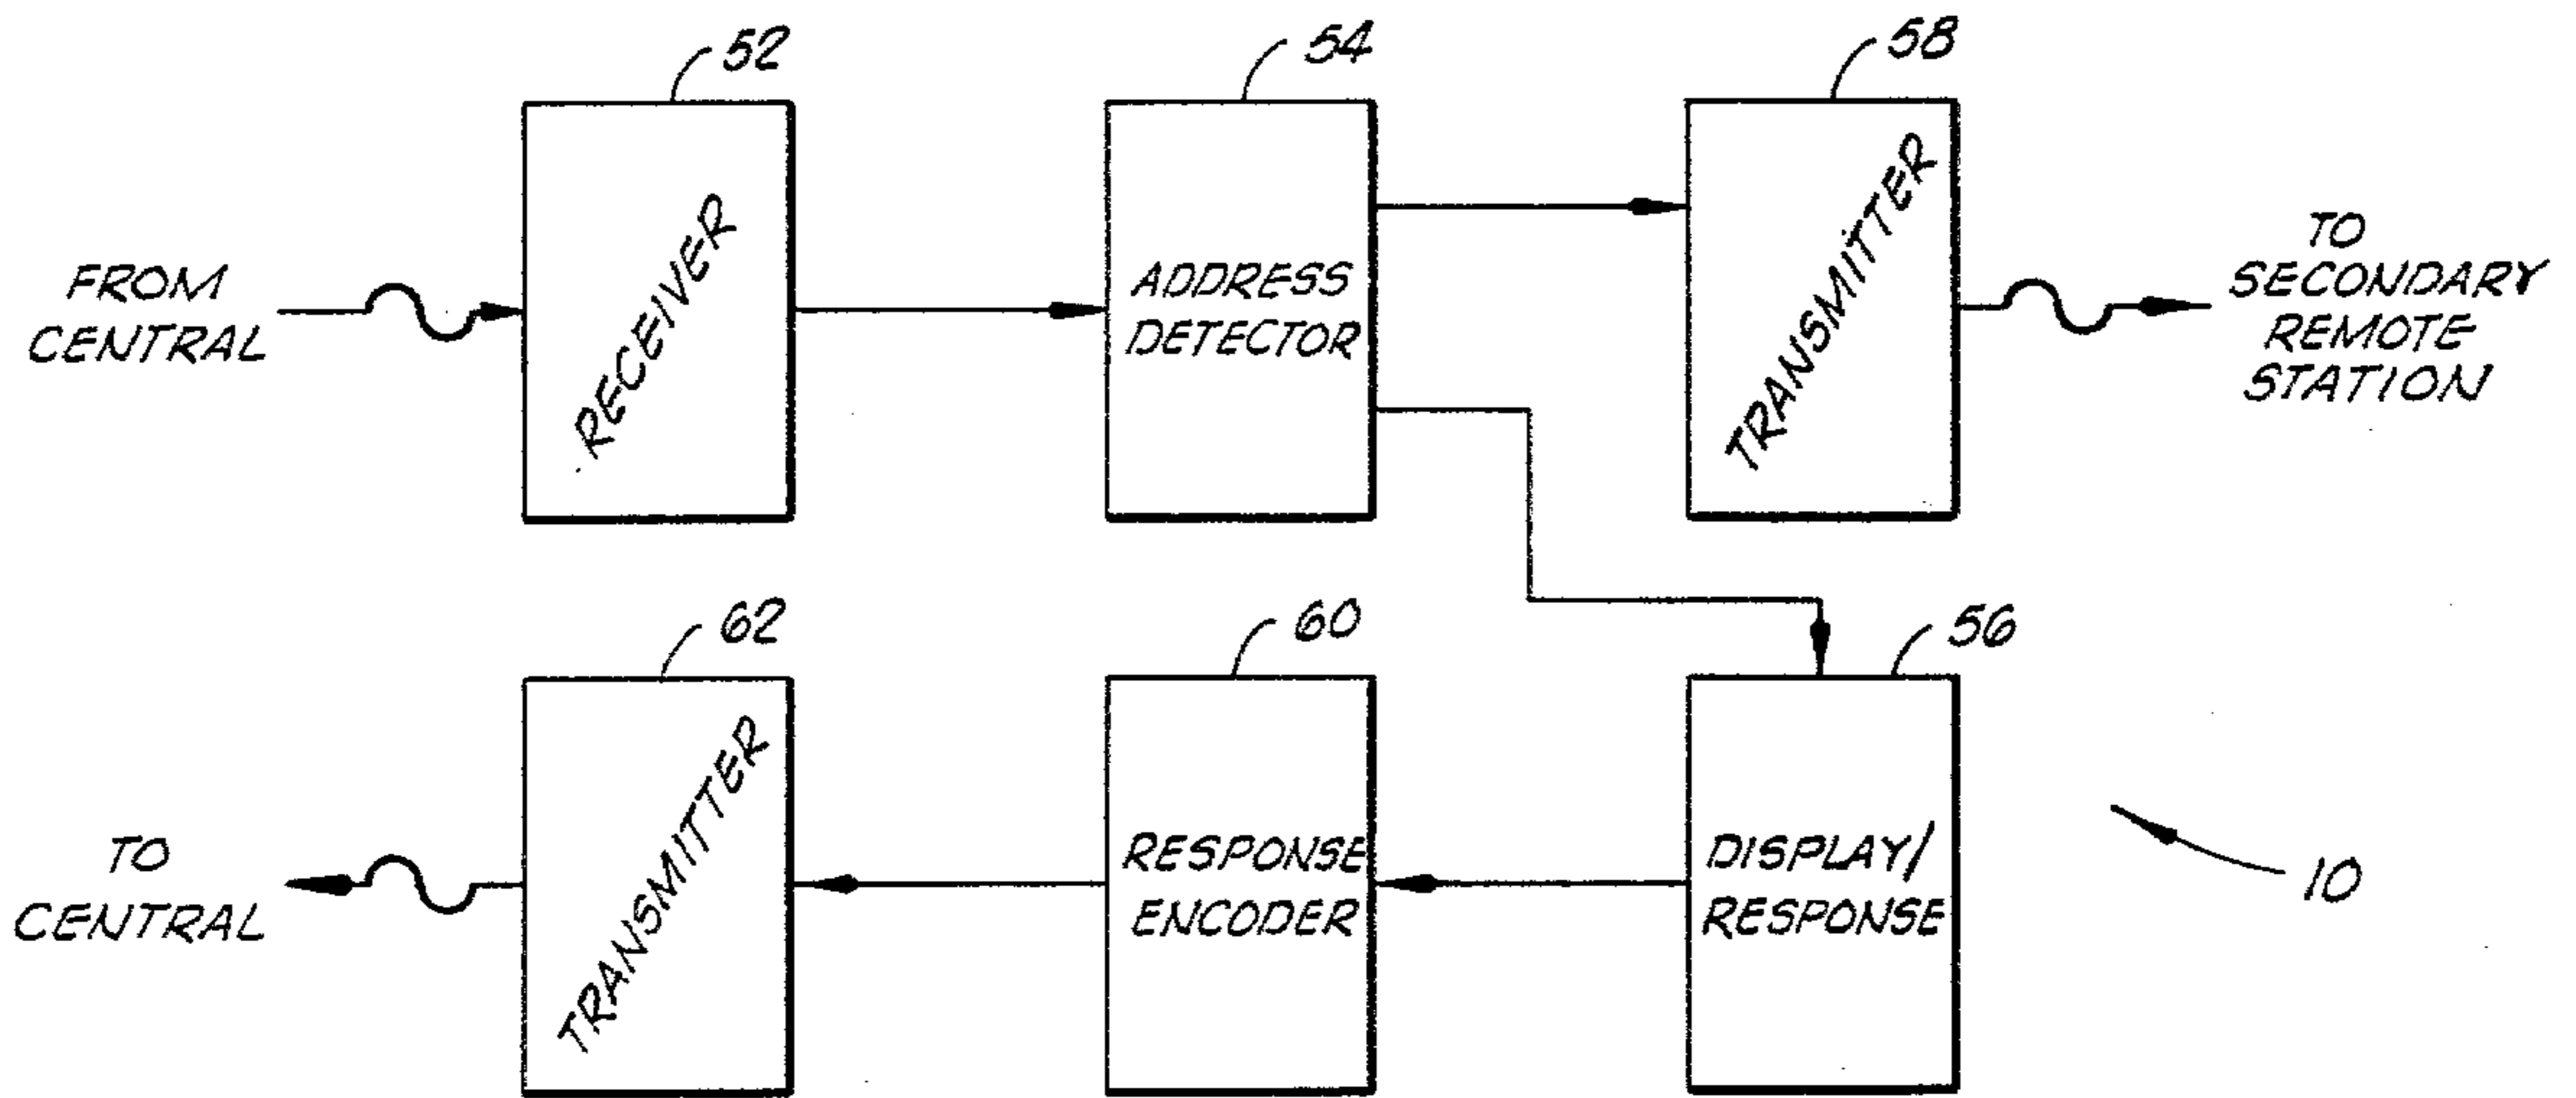 52
54
58
FROM
CENTRAL
RECEIVER
ADDRESS
DETECTOR
TRANSMITTER
TO
SECONDARY
REMOTE
STATION
62
60
56
TO
CENTRAL
TRANSMITTER
RESPONSE
ENCODER
DISPLAY/
RESPONSE
10